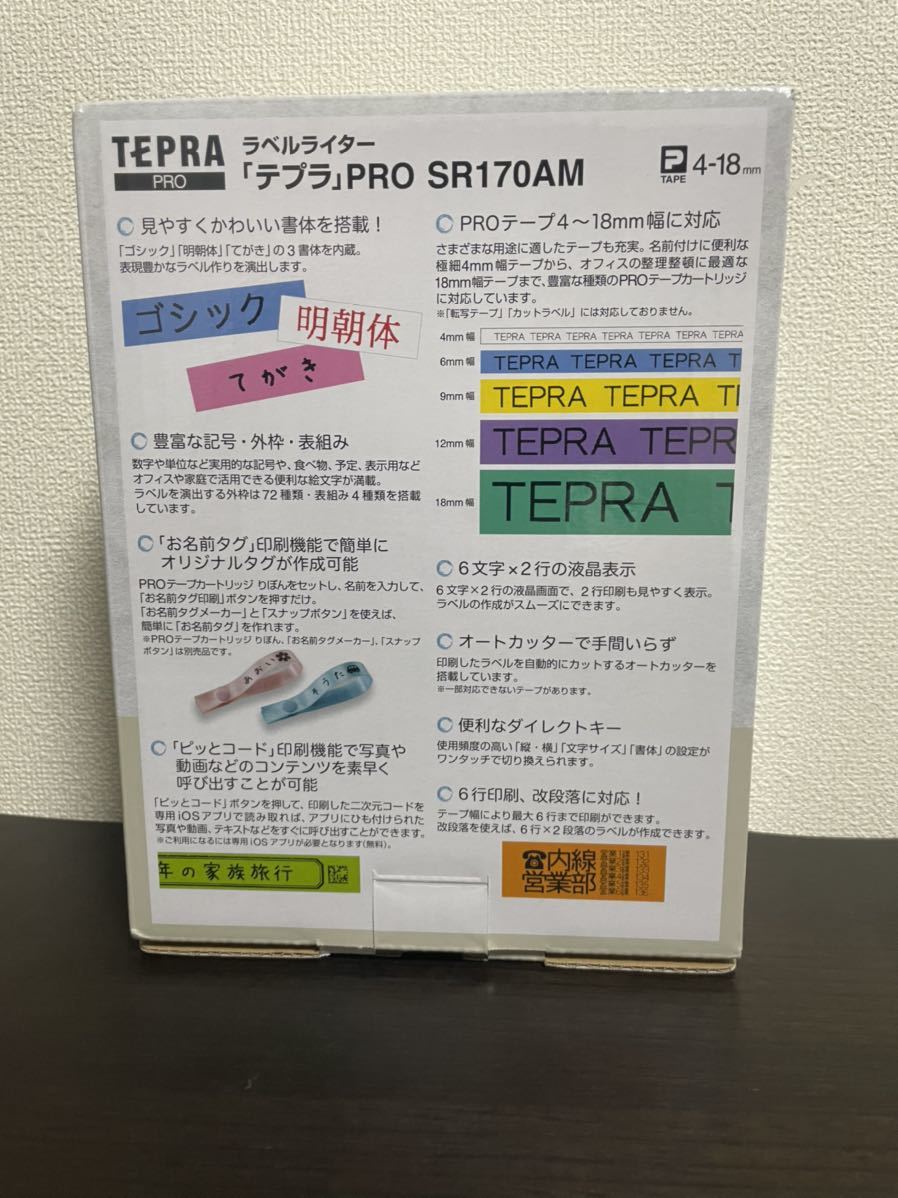 TEPRA
PRO
ラベルライター
「テプラ」PRO SR170AM
TAPE
4-18mm
見やすくかわいい書体を搭載!
「ゴシック」「明朝体」「てがき」の3書体を内蔵。
表現豊かなラベル作りを演出します。
ゴシック
明朝体
てがき
豊富な記号・外枠・表組み
数字や単位など実用的な記号や、食べ物、予定、表示用など
オフィスや家庭で活用できる便利な絵文字が満載。
ラベルを演出する外枠は72種類・表組み4種類を搭載
しています。
「お名前タグ」印刷機能で簡単に
オリジナルタグが作成可能
PROテープカートリッジ りぼんをセットし、名前を入力して、
「お名前タグ印刷」ボタンを押すだけ。
「お名前タグメーカー」と「スナップボタン」を使えば、
簡単に「お名前タグ」を作れます。
※PROテープカートリッジ りぼん、「お名前タグメーカー」、「スナップ
ボタン」は別売品です。
あおい
そうた
「ピッとコード」印刷機能で写真や
動画などのコンテンツを素早く
呼び出すことが可能
「ピッとコード」ボタンを押して、印刷した二次元コードを
専用iOSアプリで読み取れば、アプリにひも付けられた
写真や動画、テキストなどをすぐに呼び出すことができます。
※ご利用になるには専用iOSアプリが必要となります(無料)。
年の家族旅行
PROテープ4〜18mm幅に対応
さまざまな用途に適したテープも充実。名前付けに便利な
極細4mm幅テープから、オフィスの整理整頓に最適な
18mm幅テープまで、豊富な種類のPROテープカートリッジ
に対応しています。
※「転写テープ」「カットラベル」には対応しておりません。
4mm幅 TEPRA TEPRA TEPRA TEPRA TEPRA TEPRA TEPRA
6mm幅 TEPRA TEPRA TEPRA T
9mm幅 TEPRA TEPRA TE
12mm幅 TEPRA TEPR
18mm幅 TEPRA T
6文字×2行の液晶表示
6文字×2行の液晶画面で、2行印刷も見やすく表示。
ラベルの作成がスムーズにできます。
オートカッターで手間いらず
印刷したラベルを自動的にカットするオートカッターを
搭載しています。
※一部対応できないテープがあります。
便利なダイレクトキー
使用頻度の高い「縦・横」「文字サイズ」「書体」の設定が
ワンタッチで切り換えられます。
6行印刷、改段落に対応!
テープ幅により最大6行まで印刷ができます。
改段落を使えば、6行×2段落のラベルが作成できます。
☎内線
営業部